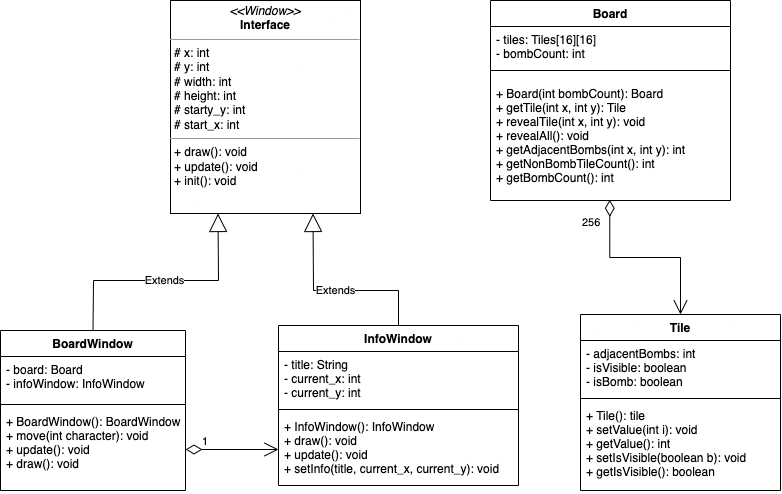 <<Window>>
Interface
# x: int
# y: int
# width: int
# height: int
# starty_y: int
# start_x: int
+ draw(): void
+ update(): void
+ init(): void
Board
- tiles: Tiles[16][16]
- bombCount: int
+ Board(int bombCount): Board
+ getTile(int x, int y): Tile
+ revealTile(int x, int y): void
+ revealAll(): void
+ getAdjacentBombs(int x, int y): int
+ getNonBombTileCount(): int
+ getBombCount(): int
256
Extends
Extends
BoardWindow
- board: Board
- infoWindow: InfoWindow
+ BoardWindow(): BoardWindow
+ move(int character): void
+ update(): void
+ draw(): void
1
InfoWindow
- title: String
- current_x: int
- current_y: int
+ InfoWindow(): InfoWindow
+ draw(): void
+ update(): void
+ setInfo(title, current_x, current_y): void
Tile
- adjacentBombs: int
- isVisible: boolean
- isBomb: boolean
+ Tile(): tile
+ setValue(int i): void
+ getValue(): int
+ setIsVisible(boolean b): void
+ getIsVisible(): boolean